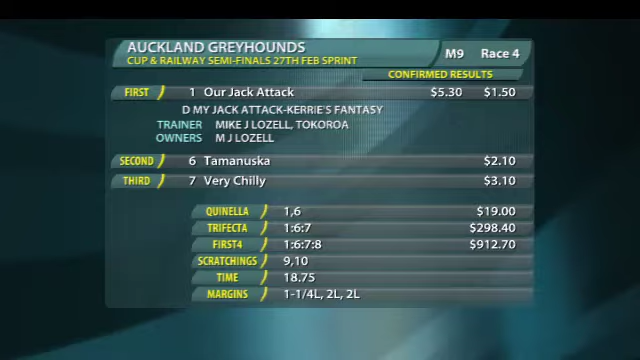 AUCKLAND GREYHOUNDS
CUP & RAILWAY SEMI-FINALS 27TH FEB SPRINT
M9 Race 4
CONFIRMED RESULTS
FIRST 1 Our Jack Attack $5.30 $1.50
D MY JACK ATTACK-KERRIE'S FANTASY
TRAINER MIKE J LOZELL, TOKOROA
OWNERS M J LOZELL
SECOND 6 Tamanuska $2.10
THIRD 7 Very Chilly $3.10
QUINELLA 1,6 $19.00
TRIFECTA 1:6:7 $298.40
FIRST4 1:6:7:8 $912.70
SCRATCHINGS 9,10
TIME 18.75
MARGINS 1-1/4L, 2L, 2L